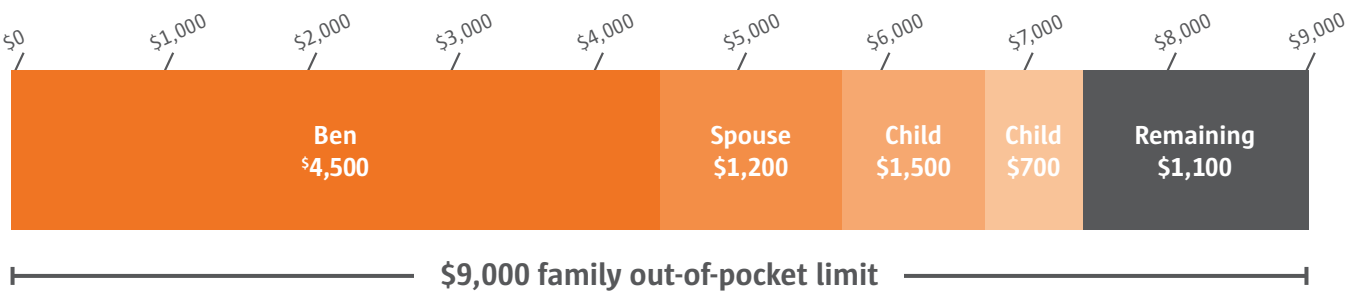 $0 $1,000 $2,000 $3,000 $4,000 $5,000 $6,000 $7,000 $8,000 $9,000
Ben Spouse Child Child Remaining
$4,500 $1,200 $1,500 $700 $1,100
$9,000 family out-of-pocket limit